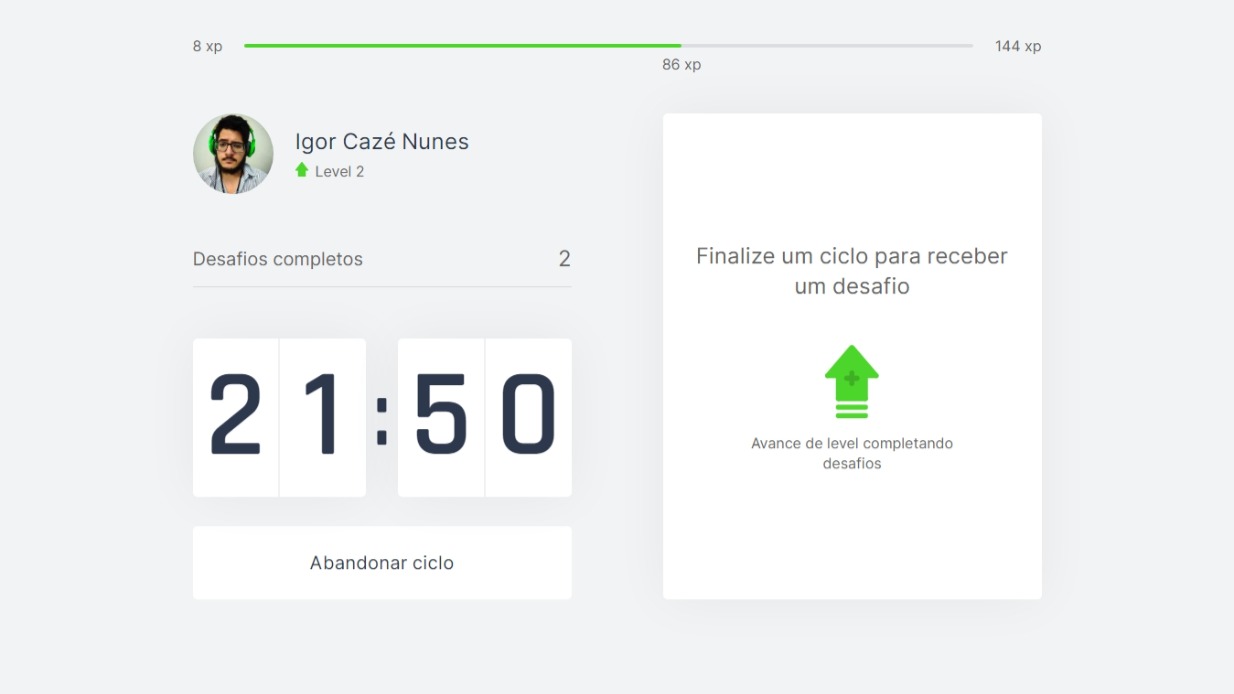 8 xp
144 xp
86 xp
Igor Cazé Nunes
Level 2
Desafios completos
2
21:50
Abandonar ciclo
Finalize um ciclo para receber
um desafio
Avance de level completando
desafios